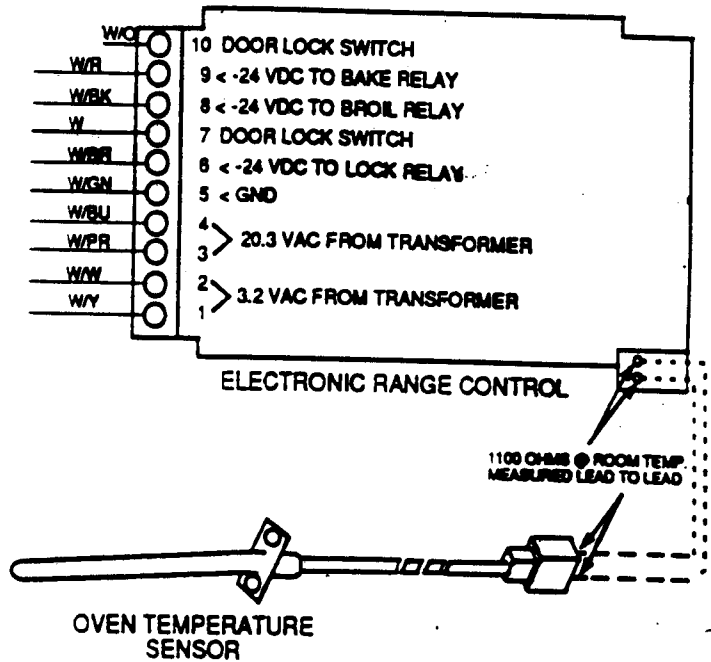 W/O 10 DOOR LOCK SWITCH
W/R 9 < -24 VDC TO BAKE RELAY
W/BK 8 < -24 VDC TO BROIL RELAY
W 7 DOOR LOCK SWITCH
W/BR 6 < -24 VDC TO LOCK RELAY
W/GN 5 < GND
W/BU 4
W/PR 3 > 20.3 VAC FROM TRANSFORMER
W/W 2
W/Y 1 > 3.2 VAC FROM TRANSFORMER
ELECTRONIC RANGE CONTROL
1100 OHMS @ ROOM TEMP.
MEASURED LEAD TO LEAD
OVEN TEMPERATURE
SENSOR